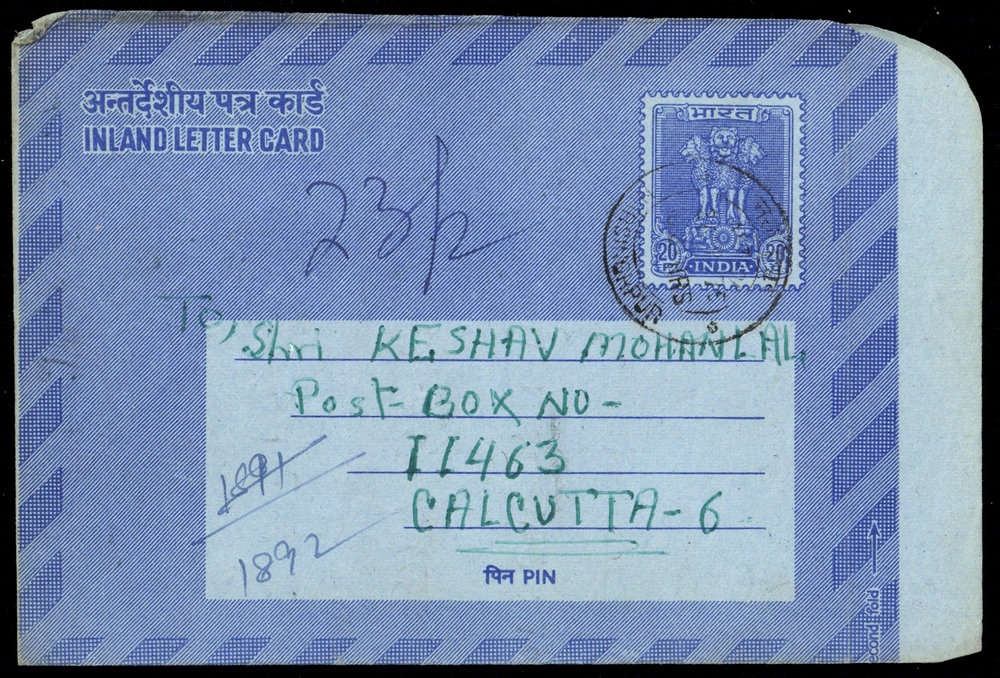 अन्तर्देशीय पत्र कार्ड
INLAND LETTER CARD
भारत
20 20
INDIA
23/2
To,
Shri KESHAV MOHANLAL,
Post-BOX NO-
11463
1891
CALCUTTA-6
1892
पिन PIN
second fold